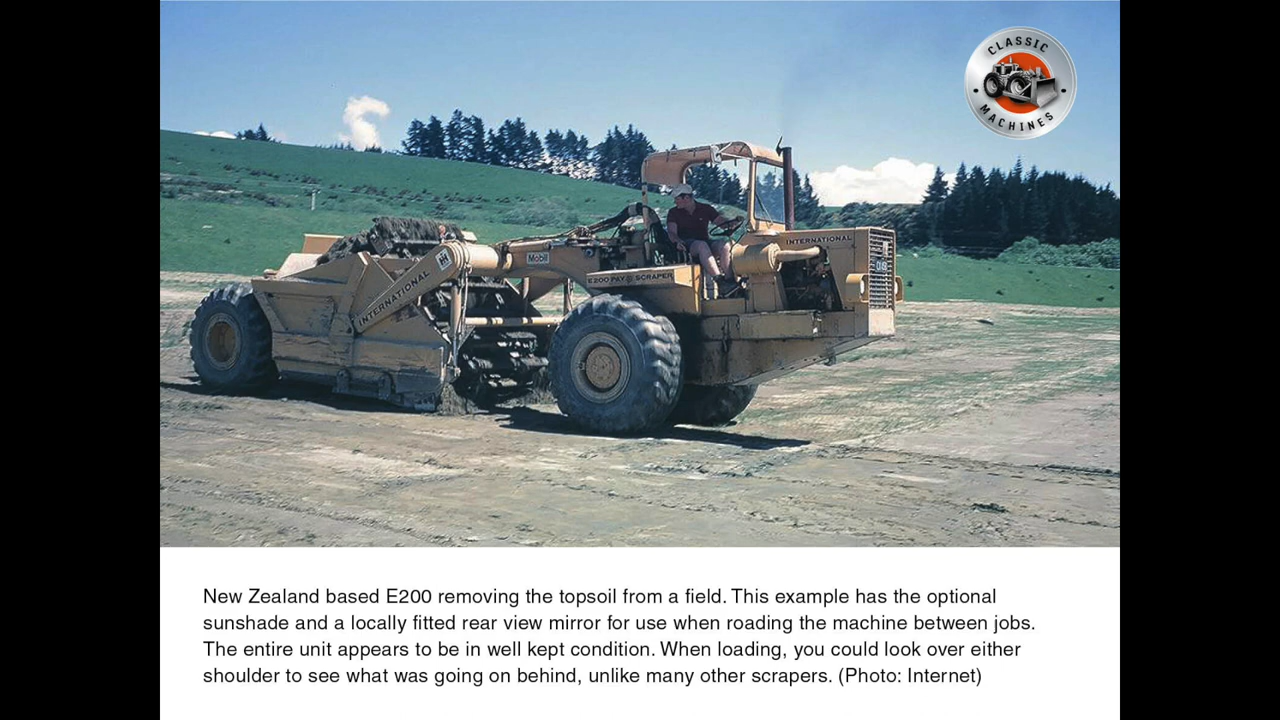 CLASSIC
MACHINES
INTERNATIONAL
Mobil
E200 PAY SCRAPER
INTERNATIONAL
New Zealand based E200 removing the topsoil from a field. This example has the optional
sunshade and a locally fitted rear view mirror for use when roading the machine between jobs.
The entire unit appears to be in well kept condition. When loading, you could look over either
shoulder to see what was going on behind, unlike many other scrapers. (Photo: Internet)